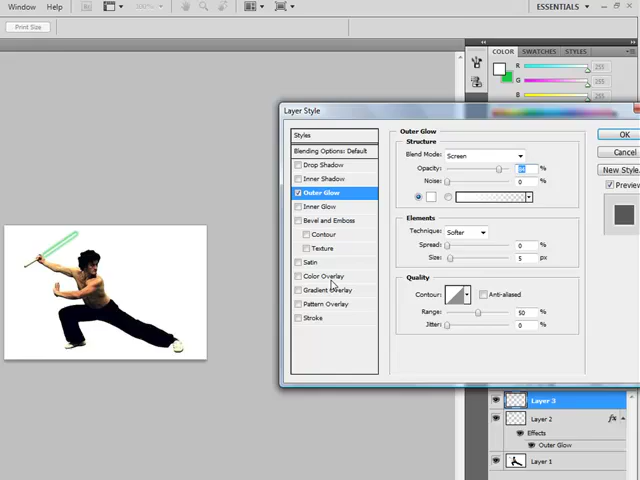 Window Help 100% ESSENTIALS
Print Size
COLOR SWATCHES STYLES
R 255
G 255
B 255
Layer Style
Styles
Blending Options: Default
Drop Shadow
Inner Shadow
Outer Glow
Inner Glow
Bevel and Emboss
Contour
Texture
Satin
Color Overlay
Gradient Overlay
Pattern Overlay
Stroke
Outer Glow
Structure
Blend Mode: Screen
Opacity: %
Noise: 0 %
Elements
Technique: Softer
Spread: 0 %
Size: 5 px
Quality
Contour: Anti-aliased
Range: 50 %
Jitter: 0 %
OK
Cancel
New Style..
Preview
Layer 3
Layer 2 fx
Effects
Outer Glow
Layer 1